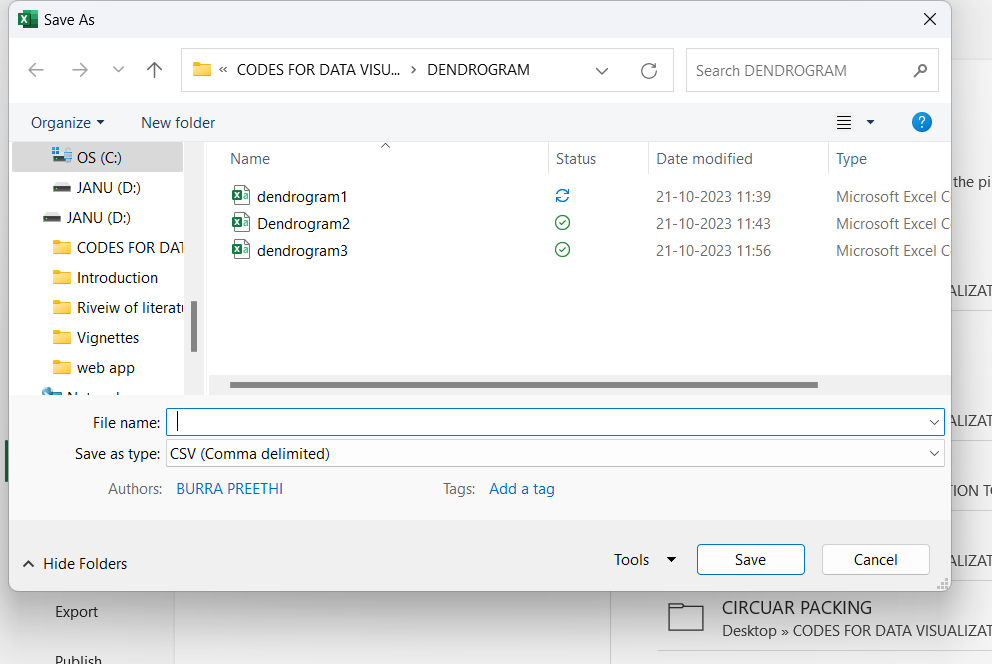 Save As
« CODES FOR DATA VISU... › DENDROGRAM
Search DENDROGRAM
Organize
New folder
?
OS (C:)
JANU (D:)
JANU (D:)
CODES FOR DAT
Introduction
Riveiw of literatu
Vignettes
web app
Name Status Date modified Type
dendrogram1 21-10-2023 11:39 Microsoft Excel C
Dendrogram2 21-10-2023 11:43 Microsoft Excel C
dendrogram3 21-10-2023 11:56 Microsoft Excel C
File name:
Save as type: CSV (Comma delimited)
Authors: BURRA PREETHI Tags: Add a tag
Hide Folders
Tools
Save
Cancel
the pi
ALIZAT
ALIZAT
ION TO
ALIZAT
Export
Publish
CIRCUAR PACKING
Desktop » CODES FOR DATA VISUALIZAT